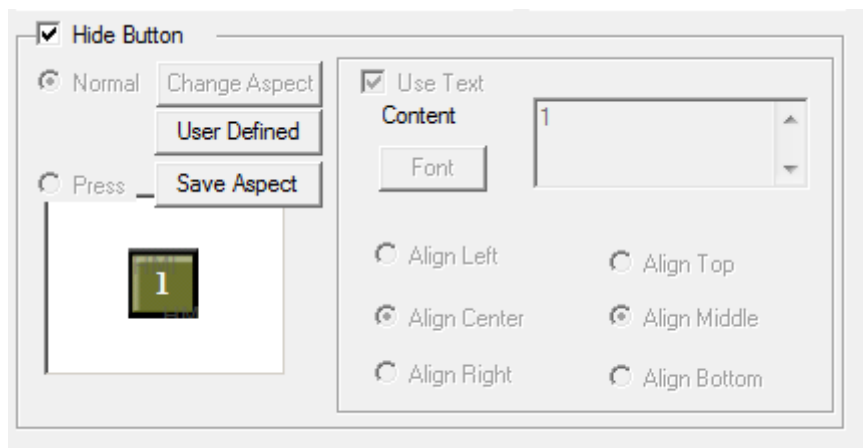 Hide Button
Normal
Change Aspect
User Defined
Press
Save Aspect
1
Use Text
Content
1
Font
Align Left
Align Top
Align Center
Align Middle
Align Right
Align Bottom